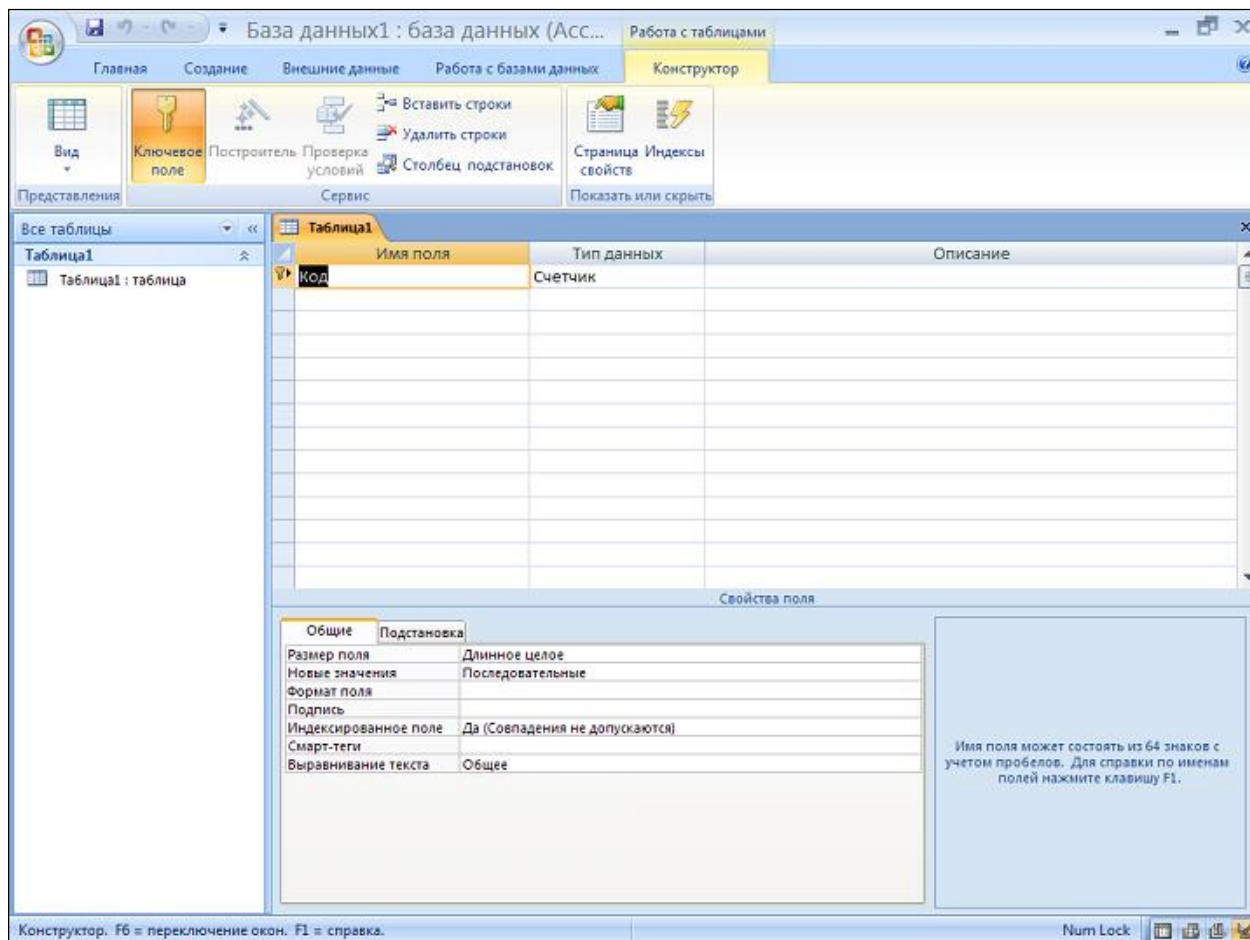 База данных1 : база данных (Acc...
Работа с таблицами
Главная Создание Внешние данные Работа с базами данных Конструктор
Вид
Ключевое поле
Построитель
Проверка условий
Вставить строки
Удалить строки
Столбец подстановок
Страница свойств
Индексы
Представления Сервис Показать или скрыть
Все таблицы
Таблица1
Таблица1 : таблица
Таблица1
Имя поля Тип данных Описание
Код Счетчик
Свойства поля
Общие Подстановка
Размер поля Длинное целое
Новые значения Последовательные
Формат поля
Подпись
Индексированное поле Да (Совпадения не допускаются)
Смарт-теги
Выравнивание текста Общее
Имя поля может состоять из 64 знаков с
учетом пробелов. Для справки по именам
полей нажмите клавишу F1.
Конструктор. F6 = переключение окон. F1 = справка. Num Lock